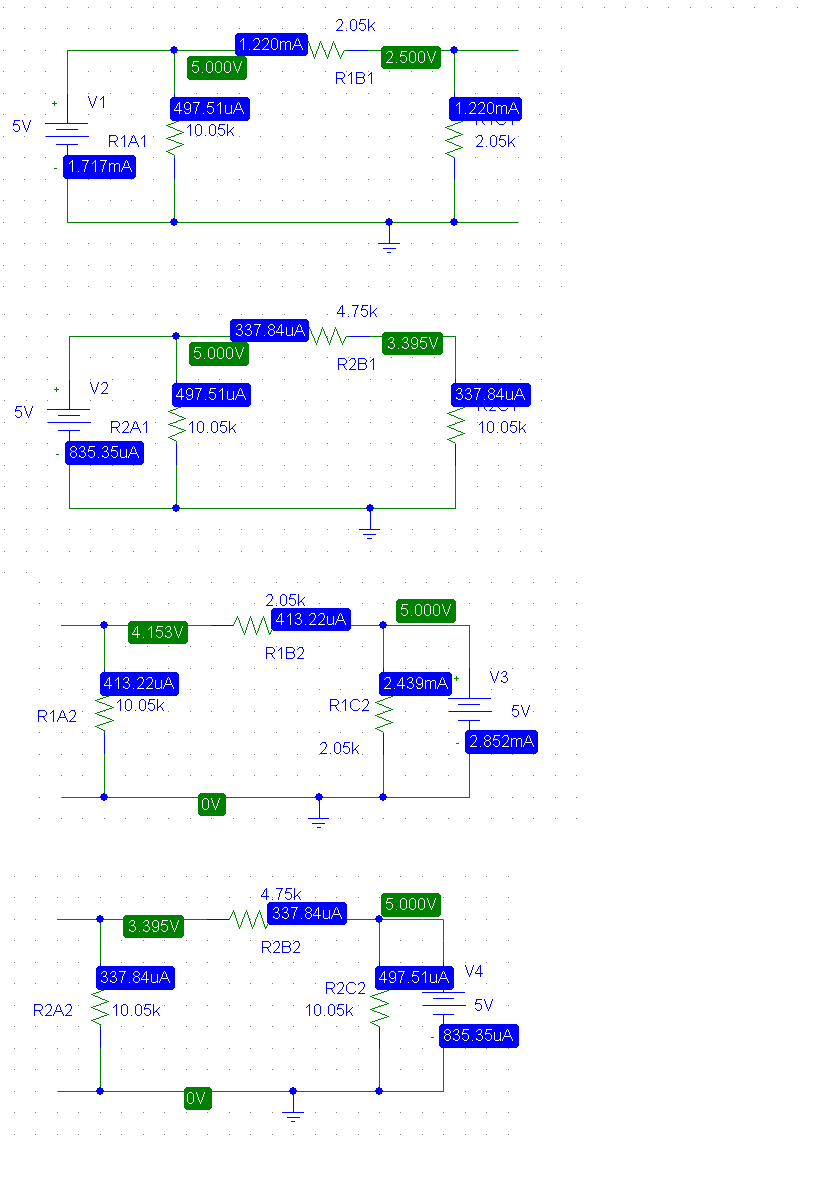 2.05k
1.220mA
5.000V
2.500V
R1B1
+
V1
497.51uA
1.220mA
5V
R1A1
10.05k
2.05k
-
1.717mA
4.75k
337.84uA
5.000V
3.395V
R2B1
+
V2
497.51uA
337.84uA
5V
R2A1
10.05k
10.05k
-
835.35uA
2.05k
413.22uA
5.000V
4.153V
R1B2
413.22uA
2.439mA
+
V3
R1A2
10.05k
R1C2
5V
2.05k
-
2.852mA
0V
4.75k
337.84uA
5.000V
3.395V
R2B2
337.84uA
497.51uA
V4
R2A2
10.05k
R2C2
10.05k
5V
-
835.35uA
0V